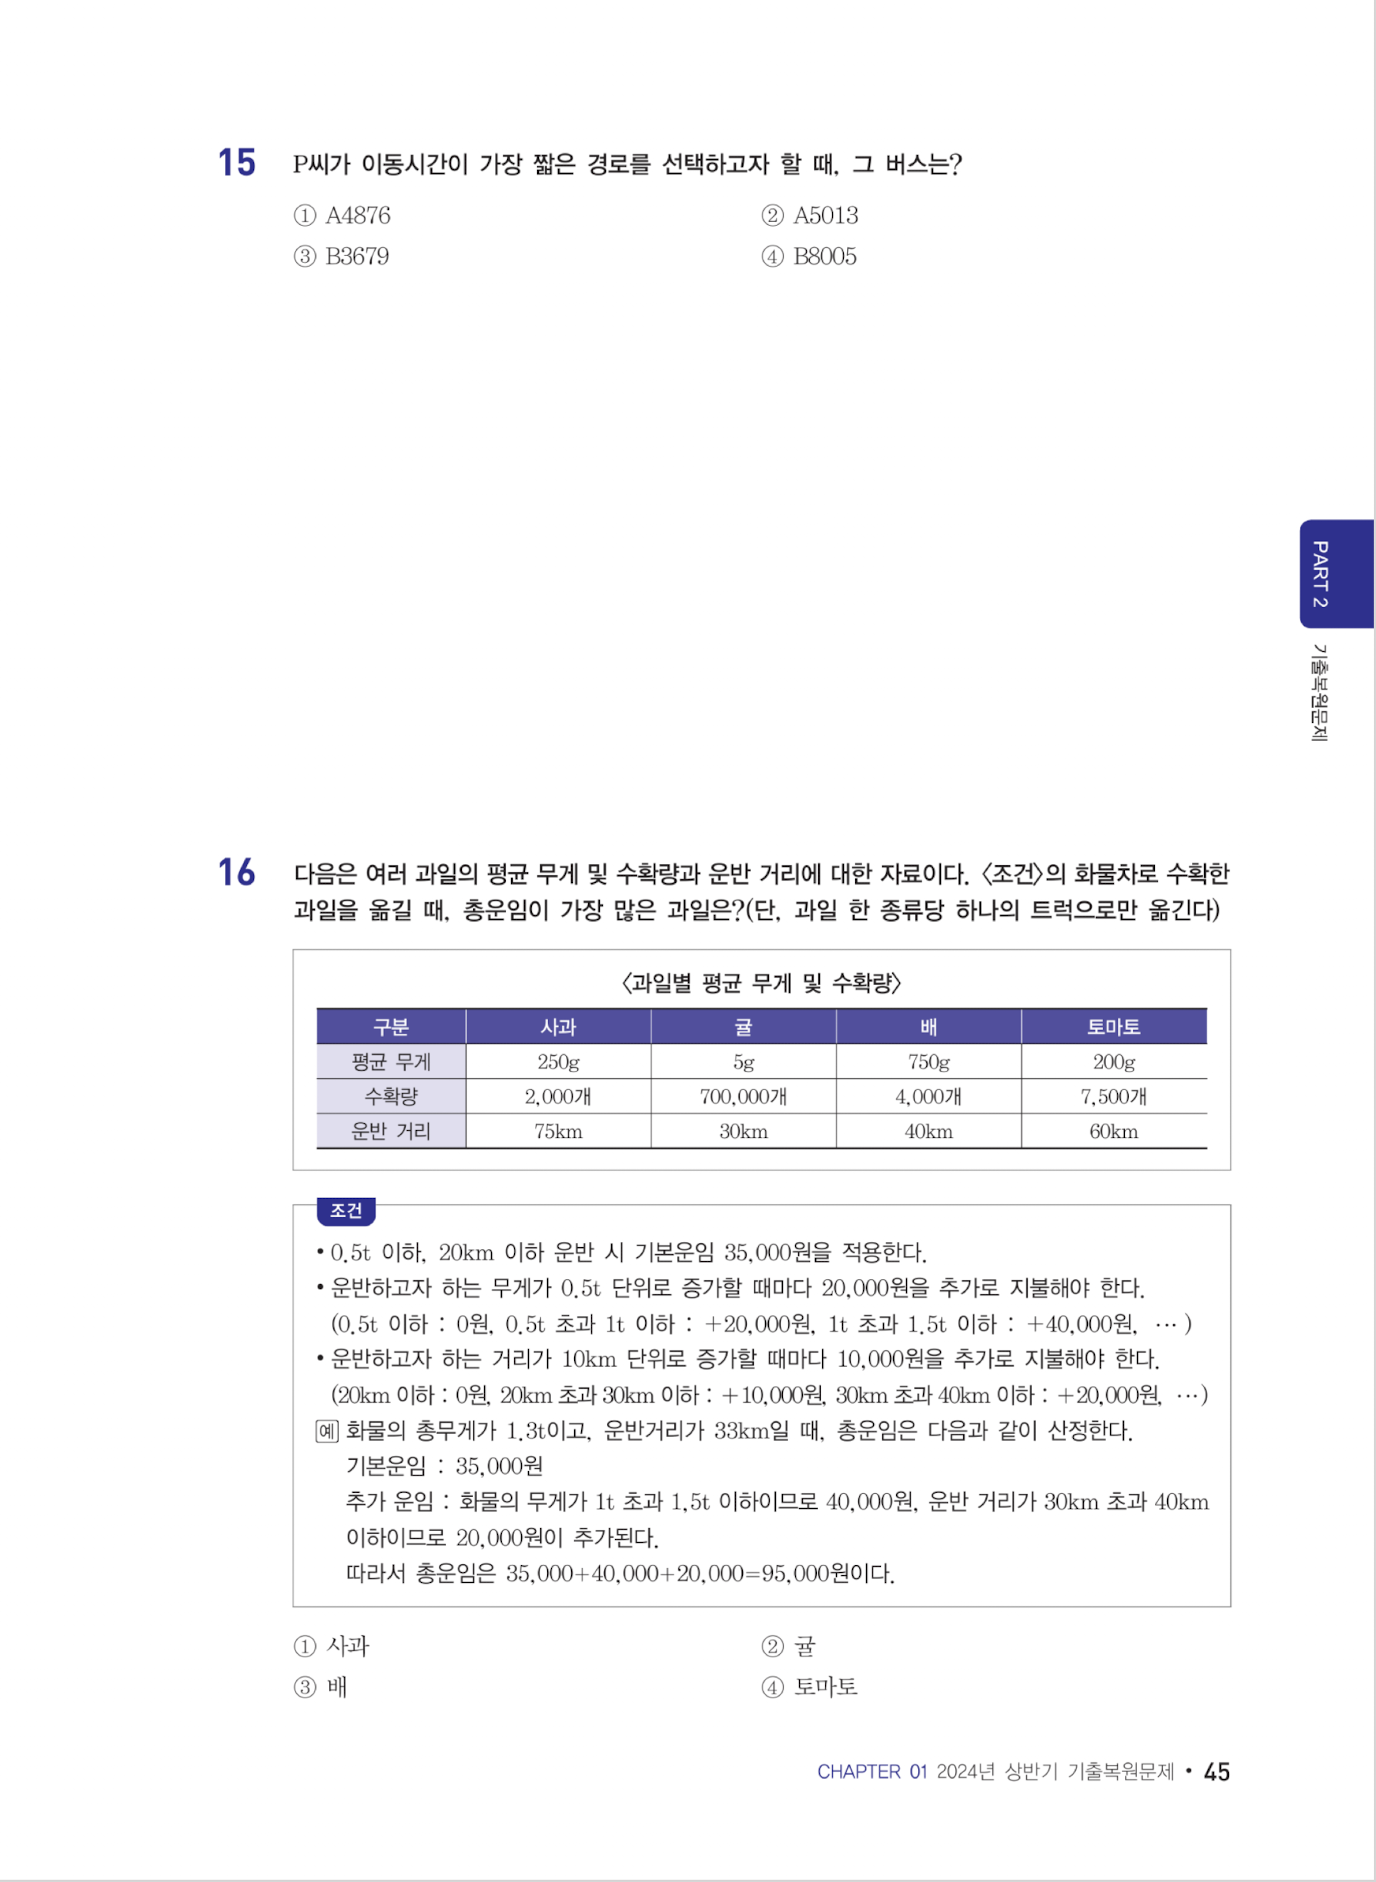 15 P씨가 이동시간이 가장 짧은 경로를 선택하고자 할 때, 그 버스는?
① A4876 ② A5013
③ B3679 ④ B8005
PART 2
기출복원문제
16 다음은 여러 과일의 평균 무게 및 수확량과 운반 거리에 대한 자료이다. 〈조건〉의 화물차로 수확한
과일을 옮길 때, 총운임이 가장 많은 과일은?(단, 과일 한 종류당 하나의 트럭으로만 옮긴다)
〈과일별 평균 무게 및 수확량〉
구분 사과 귤 배 토마토
평균 무게 250g 5g 750g 200g
수확량 2,000개 700,000개 4,000개 7,500개
운반 거리 75km 30km 40km 60km
조건
• 0.5t 이하, 20km 이하 운반 시 기본운임 35,000원을 적용한다.
• 운반하고자 하는 무게가 0.5t 단위로 증가할 때마다 20,000원을 추가로 지불해야 한다.
(0.5t 이하 : 0원, 0.5t 초과 1t 이하 : +20,000원, 1t 초과 1.5t 이하 : +40,000원, …)
• 운반하고자 하는 거리가 10km 단위로 증가할 때마다 10,000원을 추가로 지불해야 한다.
(20km 이하 : 0원, 20km 초과 30km 이하 : +10,000원, 30km 초과 40km 이하 : +20,000원, …)
예 화물의 총무게가 1.3t이고, 운반거리가 33km일 때, 총운임은 다음과 같이 산정한다.
기본운임 : 35,000원
추가 운임 : 화물의 무게가 1t 초과 1.5t 이하이므로 40,000원, 운반 거리가 30km 초과 40km
이하이므로 20,000원이 추가된다.
따라서 총운임은 35,000+40,000+20,000=95,000원이다.
① 사과 ② 귤
③ 배 ④ 토마토
CHAPTER 01 2024년 상반기 기출복원문제 • 45